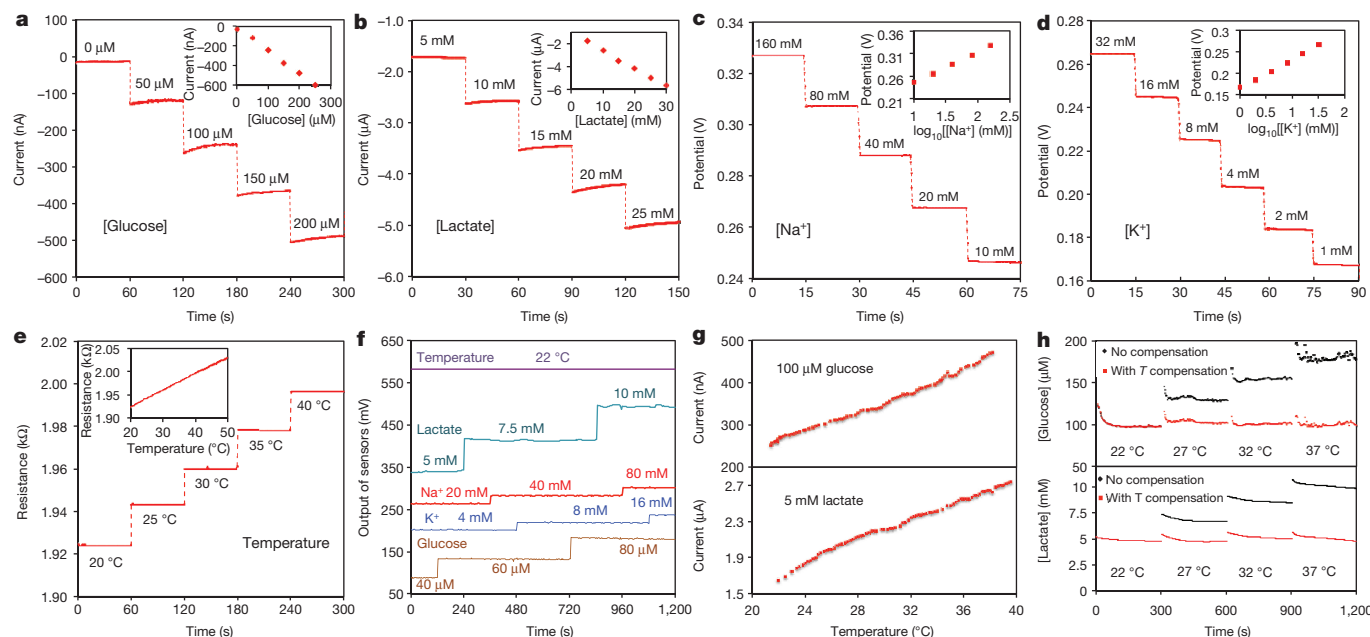 a
100
0
–100
–200
–300
–400
–500
–600
Current (nA)
0 μM
50 μM
100 μM
150 μM
200 μM
[Glucose]
0
–200
–400
–600
Current (nA)
0 100 200 300
[Glucose] (μM)
0 60 120 180 240 300
Time (s)
b
–1.0
–2.0
–3.0
–4.0
–5.0
–6.0
Current (μA)
5 mM
10 mM
15 mM
20 mM
25 mM
[Lactate]
–2
–4
–6
Current (μA)
0 10 20 30
[Lactate] (mM)
0 30 60 90 120 150
Time (s)
c
0.34
0.32
0.30
0.28
0.26
0.24
Potential (V)
160 mM
80 mM
40 mM
20 mM
10 mM
[Na⁺]
0.36
0.31
0.26
0.21
Potential (V)
1.0 1.5 2.0 2.5
log₁₀[[Na⁺] (mM)]
0 15 30 45 60 75
Time (s)
d
0.28
0.26
0.24
0.22
0.20
0.18
0.16
Potential (V)
32 mM
16 mM
8 mM
4 mM
2 mM
1 mM
[K⁺]
0.30
0.25
0.20
0.15
Potential (V)
0.0 0.6 1.2 1.8
log₁₀[[K⁺] (mM)]
0 15 30 45 60 75 90
Time (s)
e
2.02
2.00
1.98
1.96
1.94
1.92
1.90
Resistance (kΩ)
20 °C
25 °C
30 °C
35 °C
40 °C
Temperature
2.05
2.00
1.95
1.90
Resistance (kΩ)
20 30 40 50
Temperature (°C)
0 60 120 180 240 300
Time (s)
f
650
550
450
350
250
150
50
Output of sensors (mV)
Temperature 22 °C
10 mM
Lactate 7.5 mM
5 mM
80 mM
Na⁺ 20 mM 40 mM
16 mM
K⁺ 4 mM 8 mM
Glucose
80 μM
60 μM
40 μM
0 240 480 720 960 1,200
Time (s)
g
500
400
300
200
Current (nA)
100 μM glucose
2.7
2.3
1.9
1.5
Current (μA)
5 mM lactate
20 24 28 32 36 40
Temperature (°C)
h
200
150
100
50
[Glucose] (μM)
No compensation
With T compensation
22 °C 27 °C 32 °C 37 °C
10
7.5
5
0
[Lactate] (mM)
No compensation
With T compensation
22 °C 27 °C 32 °C 37 °C
0 300 600 900 1,200
Time (s)